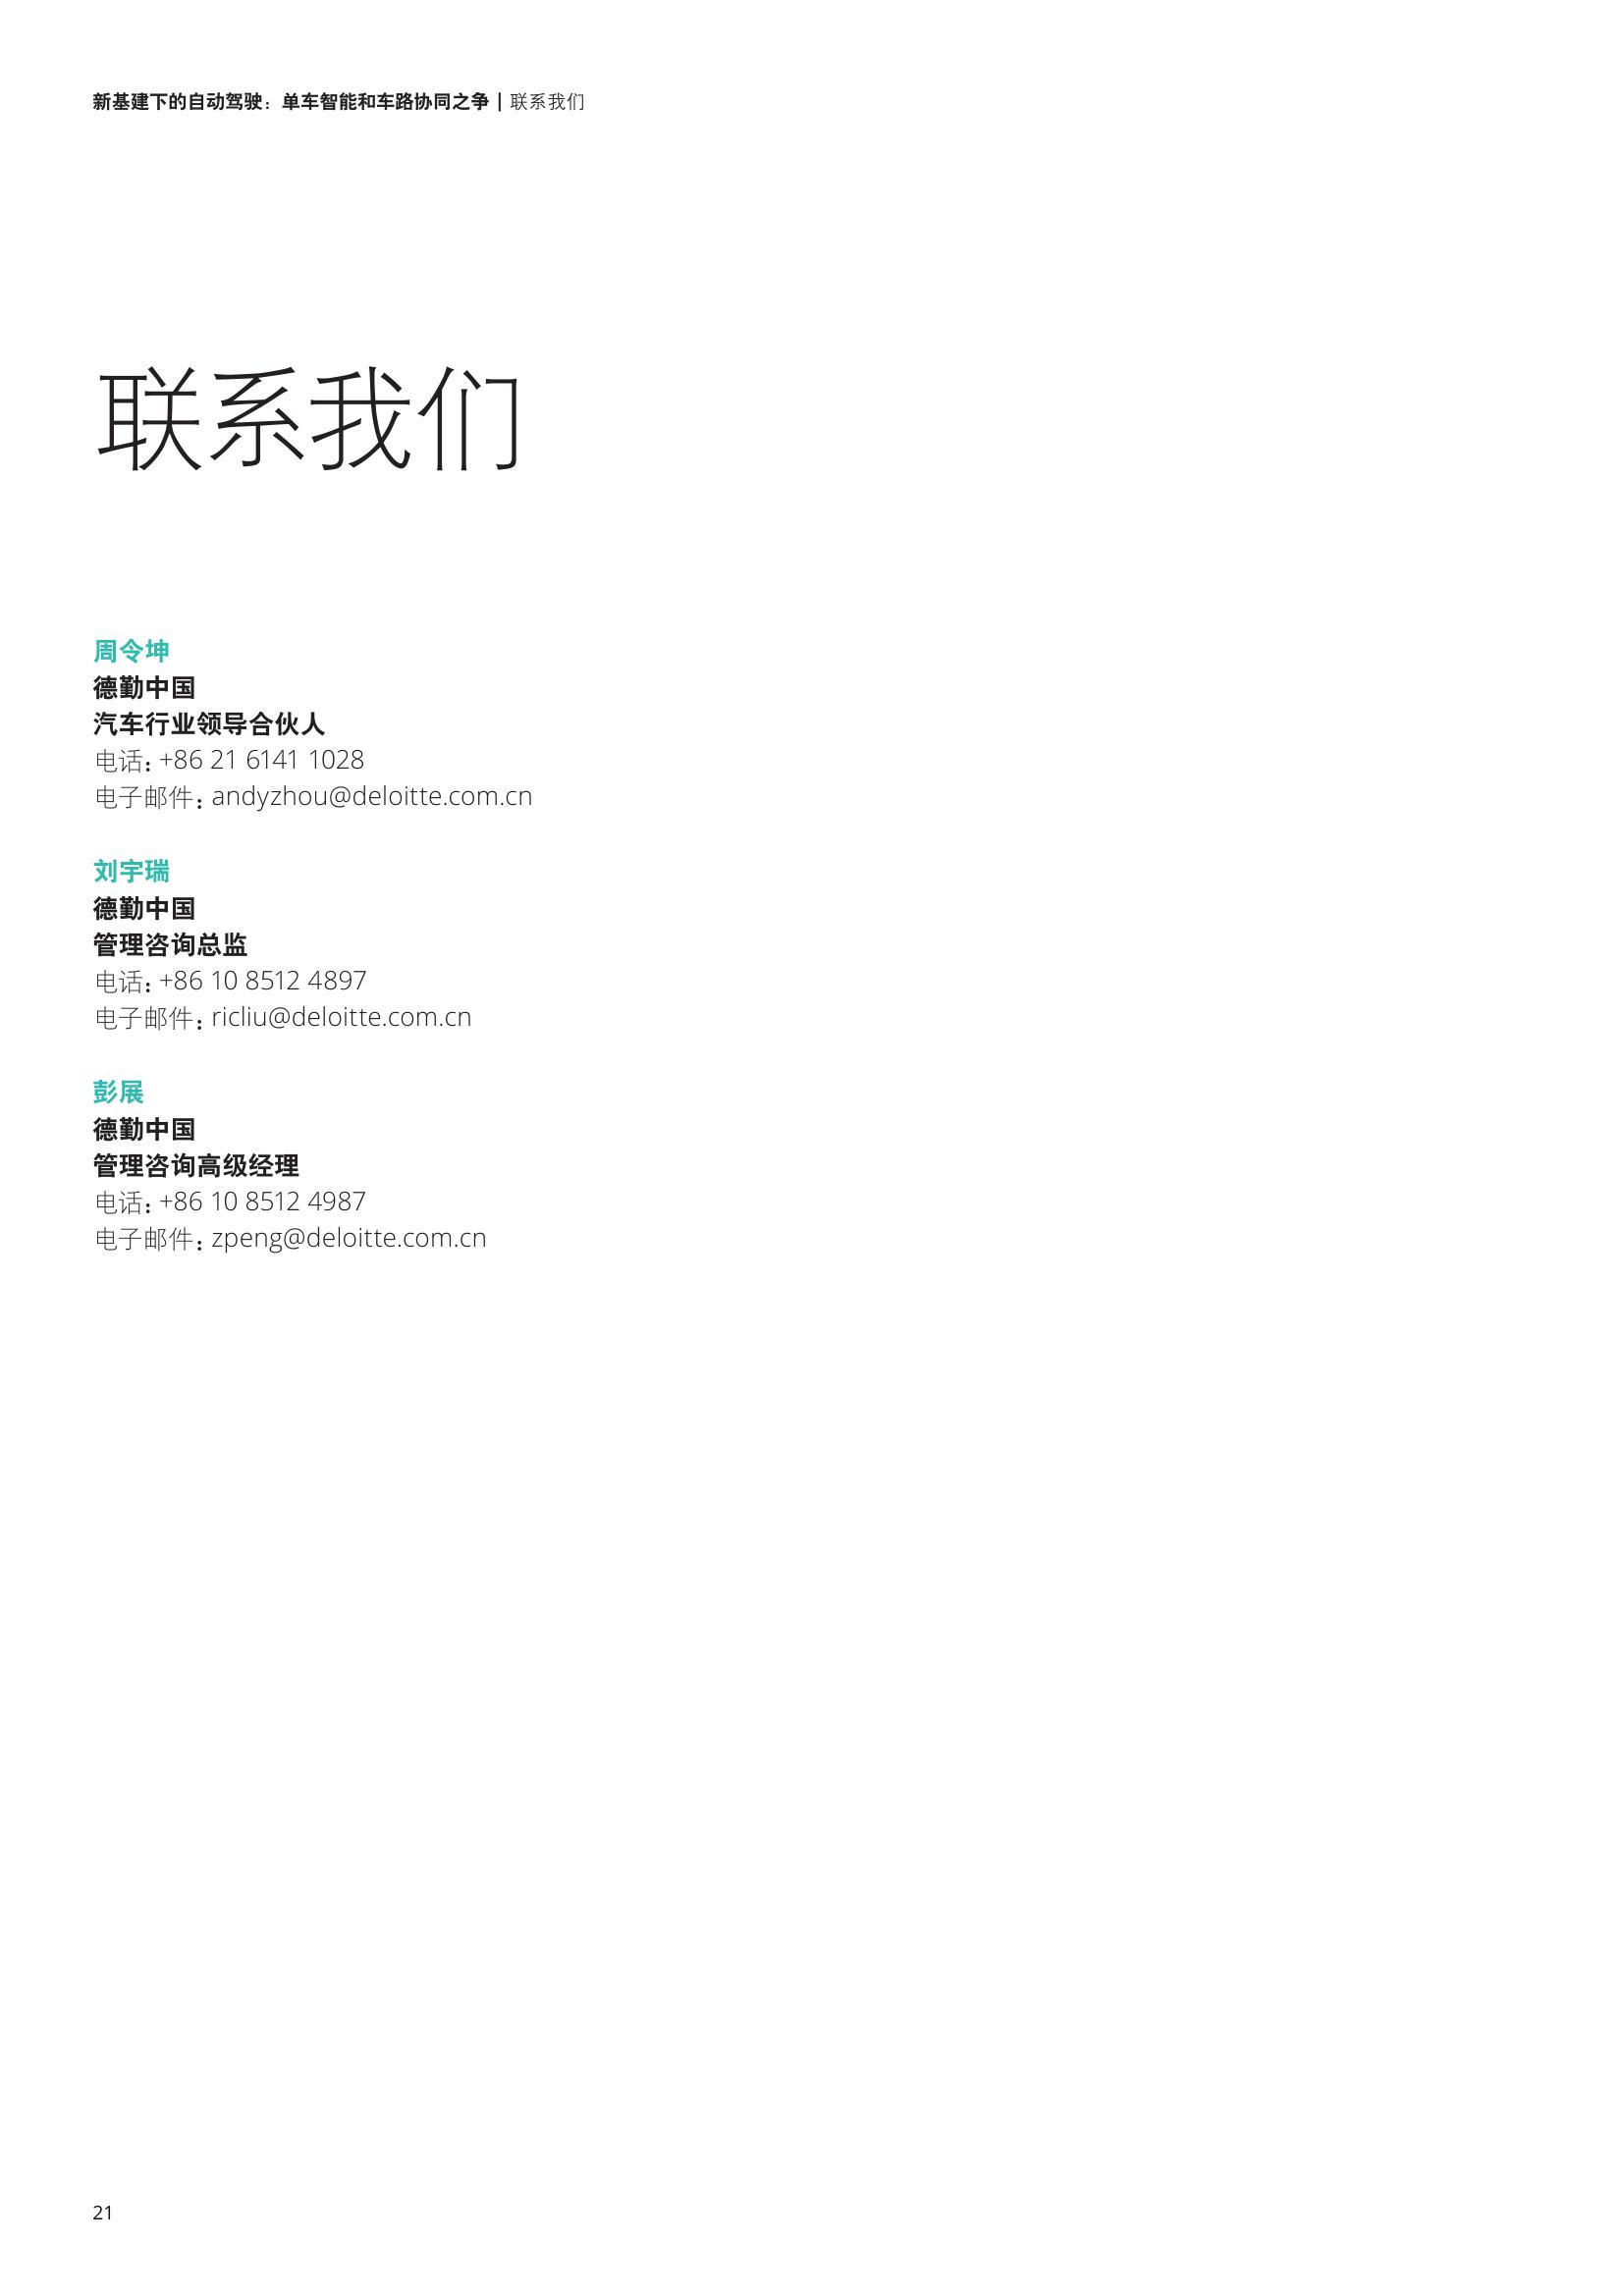 新基建下的自动驾驶：单车智能和车路协同之争 | 联系我们
联系我们
周令坤
德勤中国
汽车行业领导合伙人
电话：+86 21 6141 1028
电子邮件：andyzhou@deloitte.com.cn
刘宇瑞
德勤中国
管理咨询总监
电话：+86 10 8512 4897
电子邮件：ricliu@deloitte.com.cn
彭展
德勤中国
管理咨询高级经理
电话：+86 10 8512 4987
电子邮件：zpeng@deloitte.com.cn
21